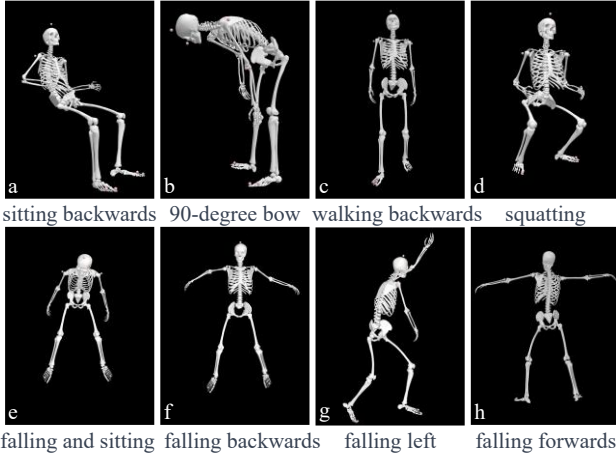 a b c d
sitting backwards 90-degree bow walking backwards squatting
e f g h
falling and sitting falling backwards falling left falling forwards